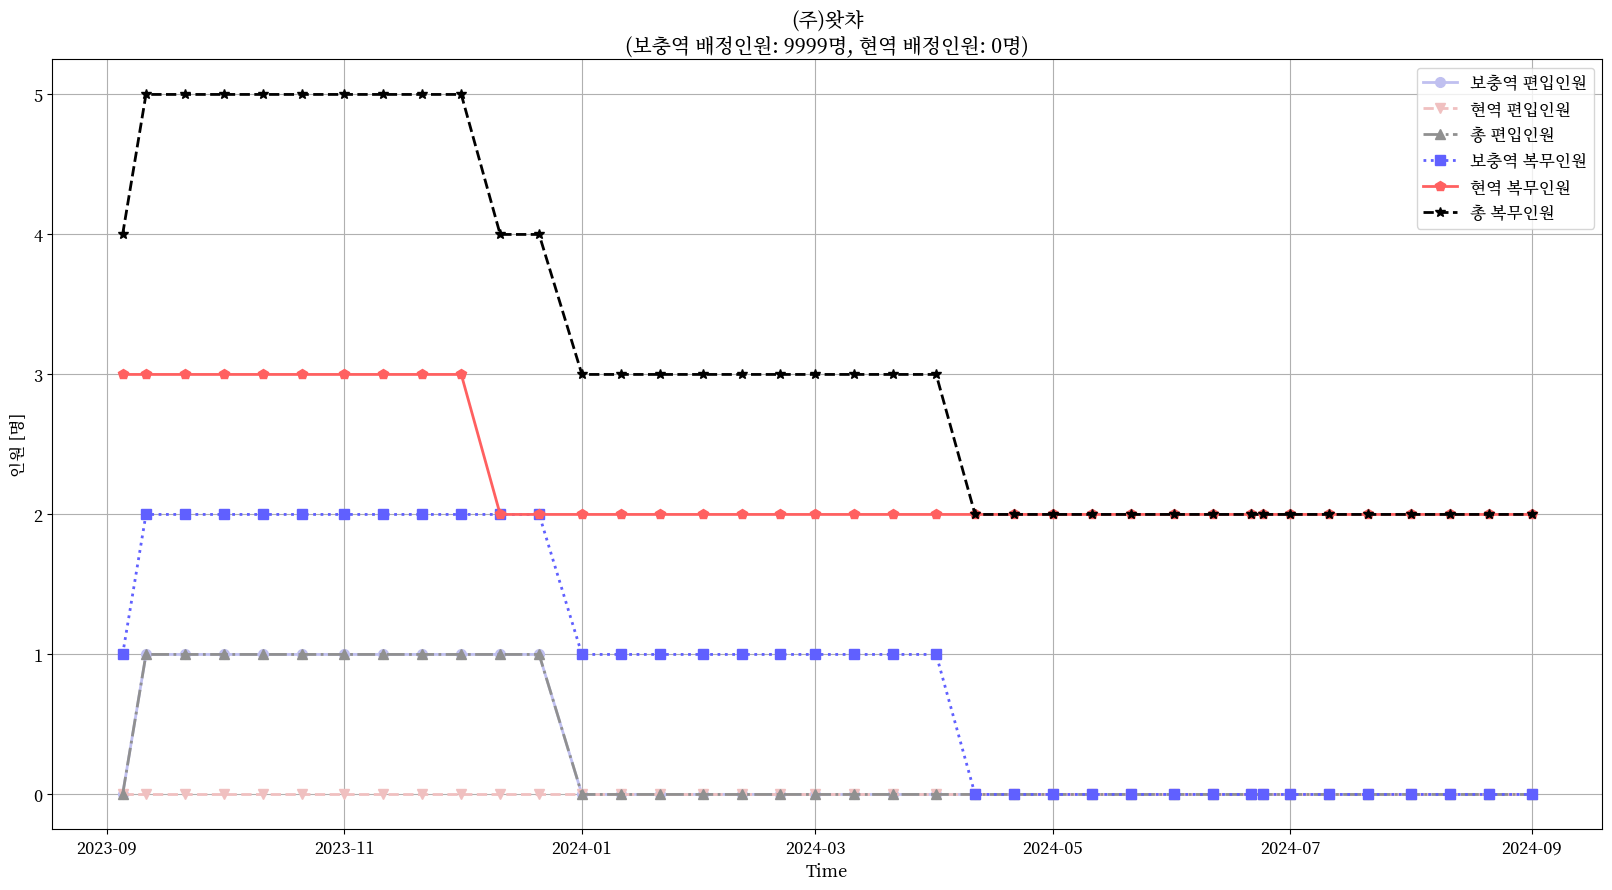 (주)왓챠
(보충역 배정인원: 9999명, 현역 배정인원: 0명)
보충역 편입인원
현역 편입인원
총 편입인원
보충역 복무인원
현역 복무인원
총 복무인원
인원 [명]
5
4
3
2
1
0
2023-09
2023-11
2024-01
2024-03
2024-05
2024-07
2024-09
Time